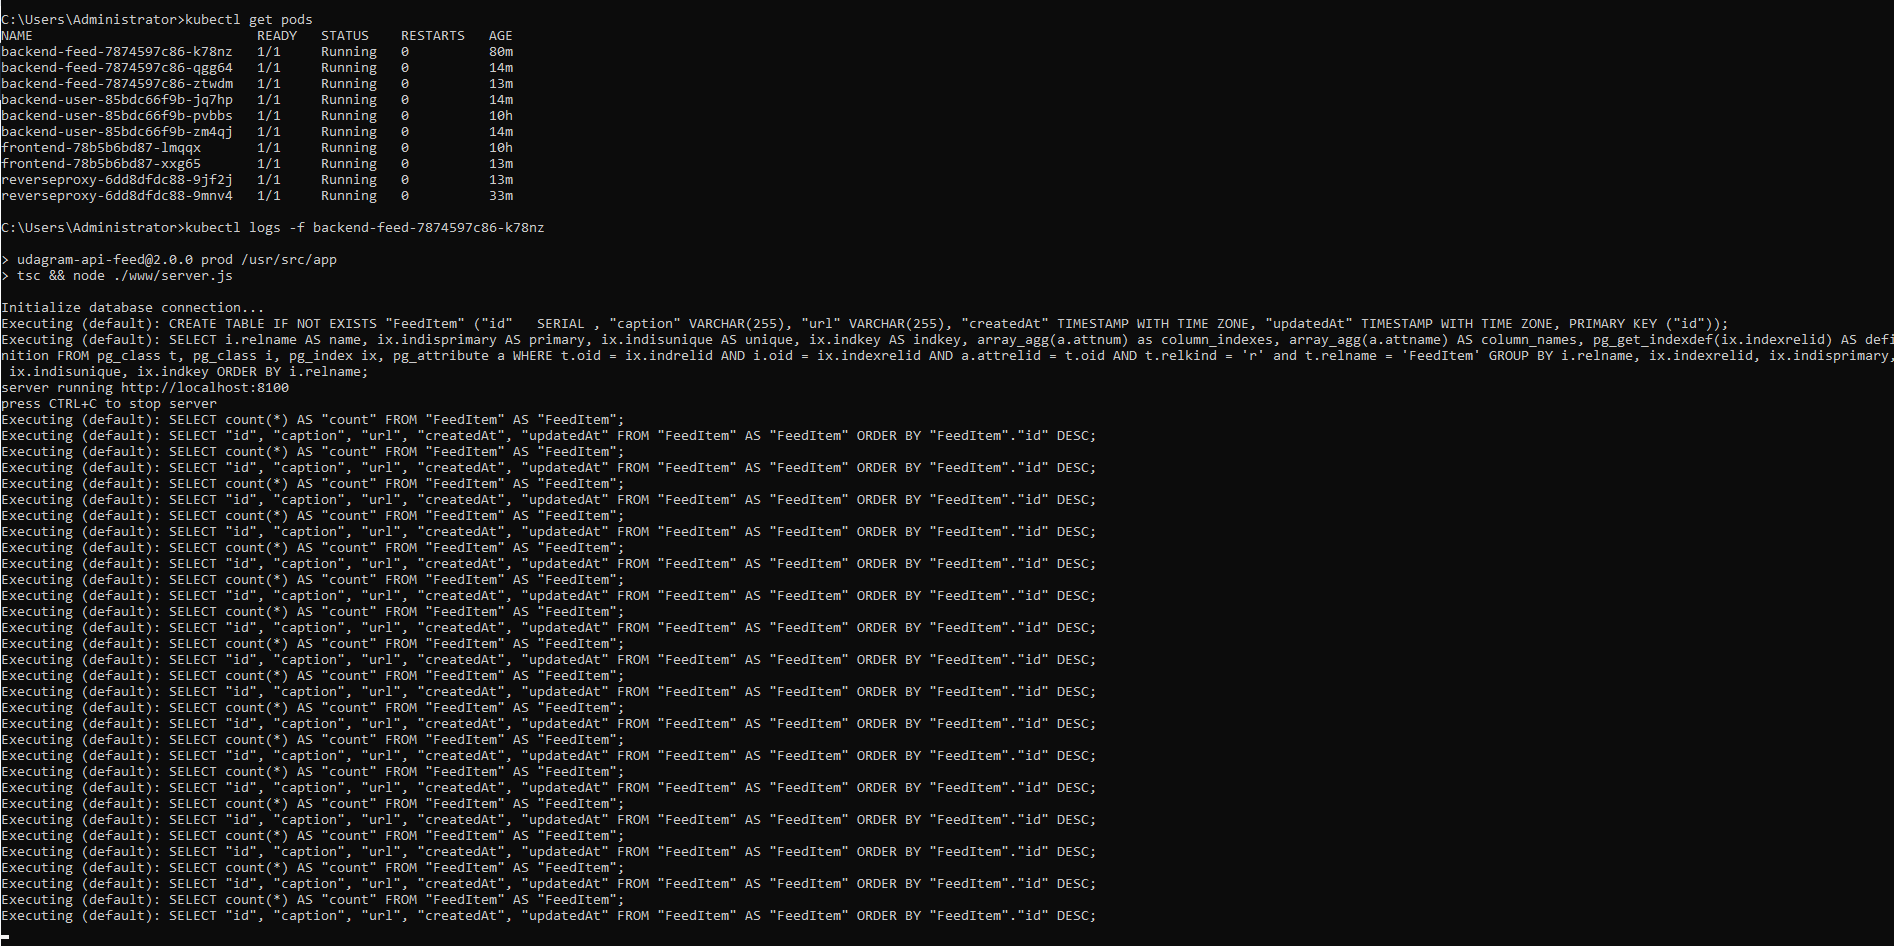 C:\Users\Administrator>kubectl get pods
NAME                            READY   STATUS    RESTARTS   AGE
backend-feed-7874597c86-k78nz   1/1     Running   0          80m
backend-feed-7874597c86-qgg64   1/1     Running   0          14m
backend-feed-7874597c86-ztwdm   1/1     Running   0          13m
backend-user-85bdc66f9b-jq7hp   1/1     Running   0          14m
backend-user-85bdc66f9b-pvbbs   1/1     Running   0          10h
backend-user-85bdc66f9b-zm4qj   1/1     Running   0          14m
frontend-78b5b6bd87-lmqqx       1/1     Running   0          10h
frontend-78b5b6bd87-xxg65       1/1     Running   0          13m
reverseproxy-6dd8dfdc88-9jf2j   1/1     Running   0          13m
reverseproxy-6dd8dfdc88-9mnv4   1/1     Running   0          33m
C:\Users\Administrator>kubectl logs -f backend-feed-7874597c86-k78nz
> udagram-api-feed@2.0.0 prod /usr/src/app
> tsc && node ./www/server.js
Initialize database connection...
Executing (default): CREATE TABLE IF NOT EXISTS "FeedItem" ("id"   SERIAL , "caption" VARCHAR(255), "url" VARCHAR(255), "createdAt" TIMESTAMP WITH TIME ZONE, "updatedAt" TIMESTAMP WITH TIME ZONE, PRIMARY KEY ("id"));
Executing (default): SELECT i.relname AS name, ix.indisprimary AS primary, ix.indisunique AS unique, ix.indkey AS indkey, array_agg(a.attnum) as column_indexes, array_agg(a.attname) AS column_names, pg_get_indexdef(ix.indexrelid) AS defi
nition FROM pg_class t, pg_class i, pg_index ix, pg_attribute a WHERE t.oid = ix.indrelid AND i.oid = ix.indexrelid AND a.attrelid = t.oid AND t.relkind = 'r' and t.relname = 'FeedItem' GROUP BY i.relname, ix.indexrelid, ix.indisprimary,
 ix.indisunique, ix.indkey ORDER BY i.relname;
server running http://localhost:8100
press CTRL+C to stop server
Executing (default): SELECT count(*) AS "count" FROM "FeedItem" AS "FeedItem";
Executing (default): SELECT "id", "caption", "url", "createdAt", "updatedAt" FROM "FeedItem" AS "FeedItem" ORDER BY "FeedItem"."id" DESC;
Executing (default): SELECT count(*) AS "count" FROM "FeedItem" AS "FeedItem";
Executing (default): SELECT "id", "caption", "url", "createdAt", "updatedAt" FROM "FeedItem" AS "FeedItem" ORDER BY "FeedItem"."id" DESC;
Executing (default): SELECT count(*) AS "count" FROM "FeedItem" AS "FeedItem";
Executing (default): SELECT "id", "caption", "url", "createdAt", "updatedAt" FROM "FeedItem" AS "FeedItem" ORDER BY "FeedItem"."id" DESC;
Executing (default): SELECT count(*) AS "count" FROM "FeedItem" AS "FeedItem";
Executing (default): SELECT "id", "caption", "url", "createdAt", "updatedAt" FROM "FeedItem" AS "FeedItem" ORDER BY "FeedItem"."id" DESC;
Executing (default): SELECT count(*) AS "count" FROM "FeedItem" AS "FeedItem";
Executing (default): SELECT "id", "caption", "url", "createdAt", "updatedAt" FROM "FeedItem" AS "FeedItem" ORDER BY "FeedItem"."id" DESC;
Executing (default): SELECT count(*) AS "count" FROM "FeedItem" AS "FeedItem";
Executing (default): SELECT "id", "caption", "url", "createdAt", "updatedAt" FROM "FeedItem" AS "FeedItem" ORDER BY "FeedItem"."id" DESC;
Executing (default): SELECT count(*) AS "count" FROM "FeedItem" AS "FeedItem";
Executing (default): SELECT "id", "caption", "url", "createdAt", "updatedAt" FROM "FeedItem" AS "FeedItem" ORDER BY "FeedItem"."id" DESC;
Executing (default): SELECT count(*) AS "count" FROM "FeedItem" AS "FeedItem";
Executing (default): SELECT "id", "caption", "url", "createdAt", "updatedAt" FROM "FeedItem" AS "FeedItem" ORDER BY "FeedItem"."id" DESC;
Executing (default): SELECT count(*) AS "count" FROM "FeedItem" AS "FeedItem";
Executing (default): SELECT "id", "caption", "url", "createdAt", "updatedAt" FROM "FeedItem" AS "FeedItem" ORDER BY "FeedItem"."id" DESC;
Executing (default): SELECT count(*) AS "count" FROM "FeedItem" AS "FeedItem";
Executing (default): SELECT "id", "caption", "url", "createdAt", "updatedAt" FROM "FeedItem" AS "FeedItem" ORDER BY "FeedItem"."id" DESC;
Executing (default): SELECT count(*) AS "count" FROM "FeedItem" AS "FeedItem";
Executing (default): SELECT "id", "caption", "url", "createdAt", "updatedAt" FROM "FeedItem" AS "FeedItem" ORDER BY "FeedItem"."id" DESC;
Executing (default): SELECT count(*) AS "count" FROM "FeedItem" AS "FeedItem";
Executing (default): SELECT "id", "caption", "url", "createdAt", "updatedAt" FROM "FeedItem" AS "FeedItem" ORDER BY "FeedItem"."id" DESC;
Executing (default): SELECT count(*) AS "count" FROM "FeedItem" AS "FeedItem";
Executing (default): SELECT "id", "caption", "url", "createdAt", "updatedAt" FROM "FeedItem" AS "FeedItem" ORDER BY "FeedItem"."id" DESC;
Executing (default): SELECT count(*) AS "count" FROM "FeedItem" AS "FeedItem";
Executing (default): SELECT "id", "caption", "url", "createdAt", "updatedAt" FROM "FeedItem" AS "FeedItem" ORDER BY "FeedItem"."id" DESC;
Executing (default): SELECT count(*) AS "count" FROM "FeedItem" AS "FeedItem";
Executing (default): SELECT "id", "caption", "url", "createdAt", "updatedAt" FROM "FeedItem" AS "FeedItem" ORDER BY "FeedItem"."id" DESC;
Executing (default): SELECT count(*) AS "count" FROM "FeedItem" AS "FeedItem";
Executing (default): SELECT "id", "caption", "url", "createdAt", "updatedAt" FROM "FeedItem" AS "FeedItem" ORDER BY "FeedItem"."id" DESC;